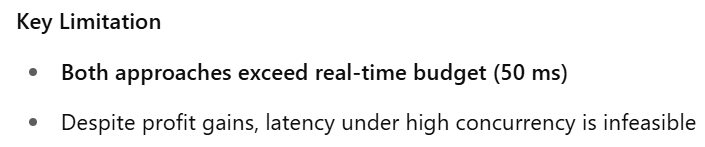 Key Limitation
• Both approaches exceed real-time budget (50 ms)
• Despite profit gains, latency under high concurrency is infeasible